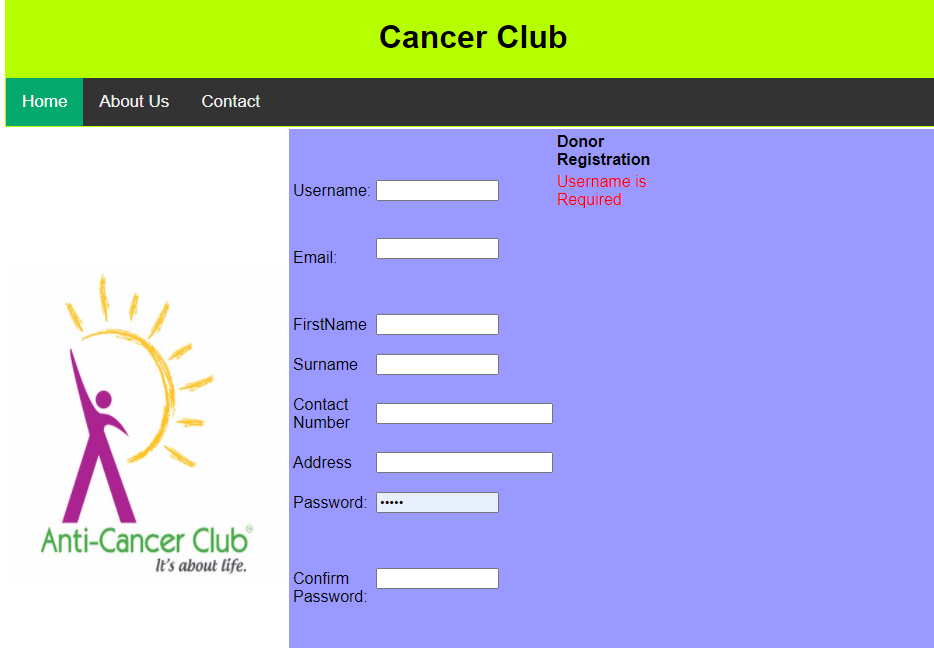 Cancer Club
Home About Us Contact
Donor
Registration
Username:
Username is
Required
Email:
FirstName
Surname
Contact
Number
Address
Password: •••••
Confirm
Password:
Anti-Cancer Club
It's about life.